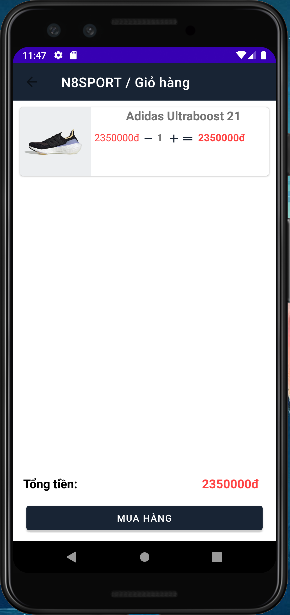 11:47
N8SPORT / Giỏ hàng
Adidas Ultraboost 21
2350000đ − 1 + = 2350000đ
Tổng tiền: 2350000đ
MUA HÀNG